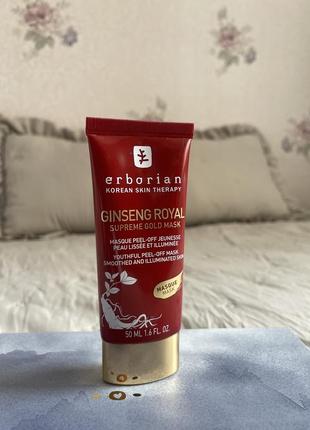 erborian
KOREAN SKIN THERAPY
GINSENG ROYAL
SUPREME GOLD MASK
MASQUE PEEL-OFF JEUNESSE
PEAU LISSÉE ET ILLUMINÉE
YOUTHFUL PEEL-OFF MASK
SMOOTHED AND ILLUMINATED SKIN
MASQUE
MASK
50 ML 1.6 FL. OZ.